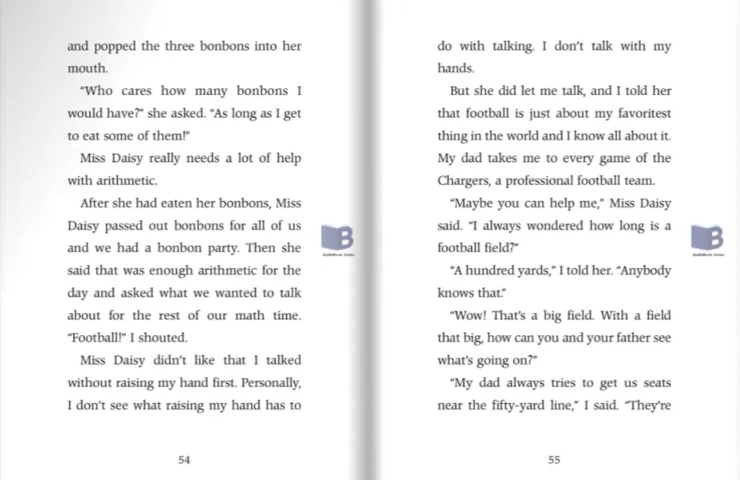 and popped the three bonbons into her
mouth.
"Who cares how many bonbons I
would have?" she asked. "As long as I get
to eat some of them!"
Miss Daisy really needs a lot of help
with arithmetic.
After she had eaten her bonbons, Miss
Daisy passed out bonbons for all of us
and we had a bonbon party. Then she
said that was enough arithmetic for the
day and asked what we wanted to talk
about for the rest of our math time.
"Football!" I shouted.
Miss Daisy didn't like that I talked
without raising my hand first. Personally,
I don't see what raising my hand has to
54
do with talking. I don't talk with my
hands.
But she did let me talk, and I told her
that football is just about my favoritest
thing in the world and I know all about it.
My dad takes me to every game of the
Chargers, a professional football team.
"Maybe you can help me," Miss Daisy
said. "I always wondered how long is a
football field?"
"A hundred yards," I told her. "Anybody
knows that."
"Wow! That's a big field. With a field
that big, how can you and your father see
what's going on?"
"My dad always tries to get us seats
near the fifty-yard line," I said. "They're
55